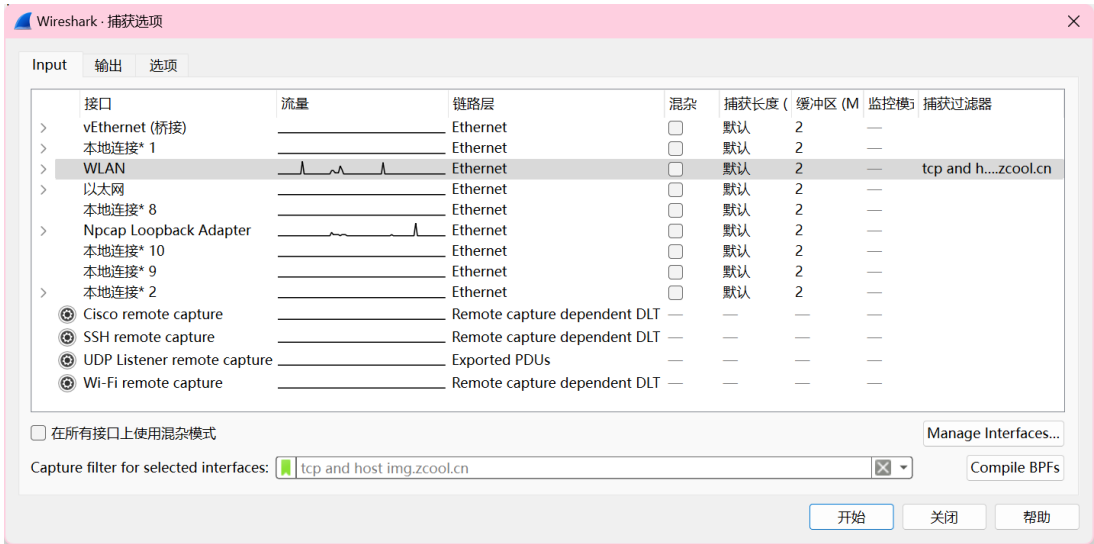 Wireshark · 捕获选项
Input 输出 选项
接口 流量 链路层 混杂 捕获长度 ( 缓冲区 (M 监控模式 捕获过滤器
vEthernet (桥接) Ethernet 默认 2 —
本地连接* 1 Ethernet 默认 2 —
WLAN Ethernet 默认 2 — tcp and h....zcool.cn
以太网 Ethernet 默认 2 —
本地连接* 8 Ethernet 默认 2 —
Npcap Loopback Adapter Ethernet 默认 2 —
本地连接* 10 Ethernet 默认 2 —
本地连接* 9 Ethernet 默认 2 —
本地连接* 2 Ethernet 默认 2 —
Cisco remote capture Remote capture dependent DLT — — — —
SSH remote capture Remote capture dependent DLT — — — —
UDP Listener remote capture Exported PDUs — — — —
Wi-Fi remote capture Remote capture dependent DLT — — — —
在所有接口上使用混杂模式 Manage Interfaces...
Capture filter for selected interfaces: tcp and host img.zcool.cn Compile BPFs
开始 关闭 帮助